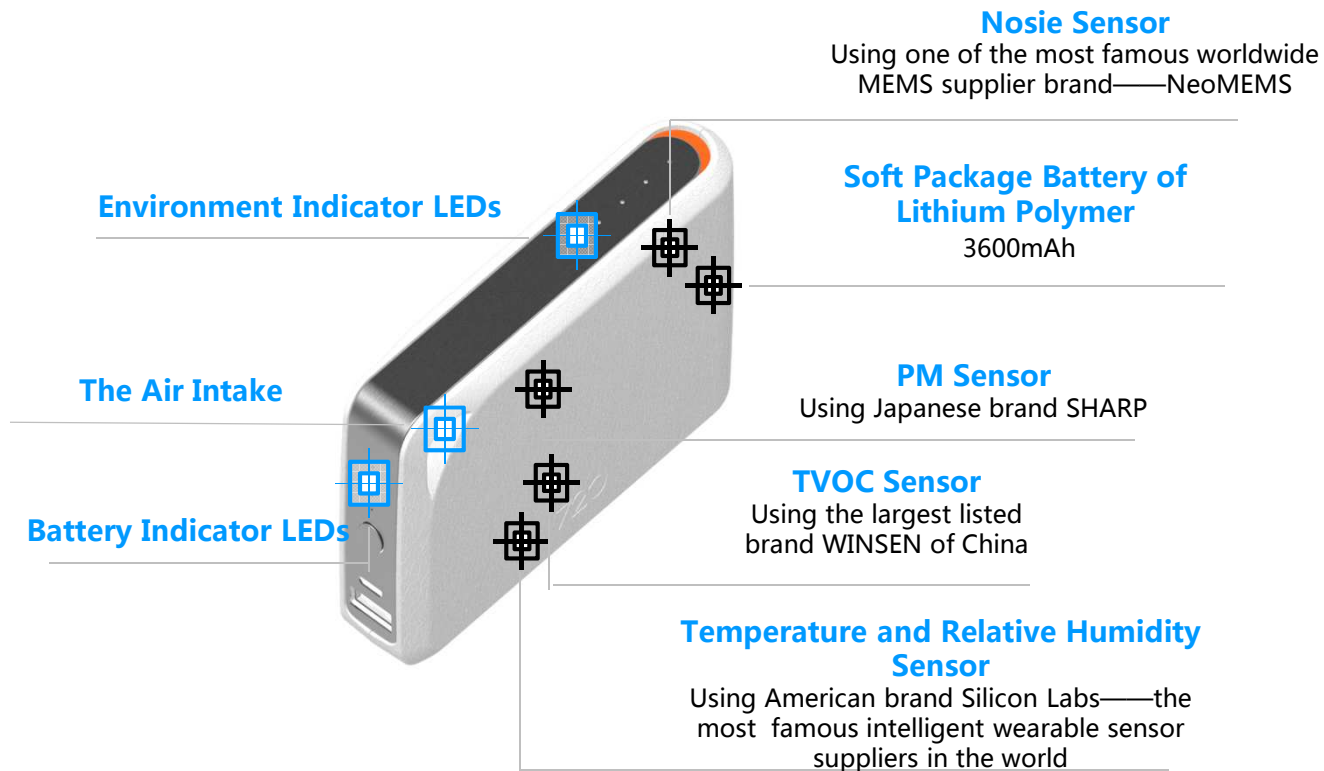 Nosie Sensor
Using one of the most famous worldwide
MEMS supplier brand——NeoMEMS
Environment Indicator LEDs
Soft Package Battery of
Lithium Polymer
3600mAh
The Air Intake
PM Sensor
Using Japanese brand SHARP
TVOC Sensor
Using the largest listed
brand WINSEN of China
Battery Indicator LEDs
720
Temperature and Relative Humidity
Sensor
Using American brand Silicon Labs——the
most famous intelligent wearable sensor
suppliers in the world